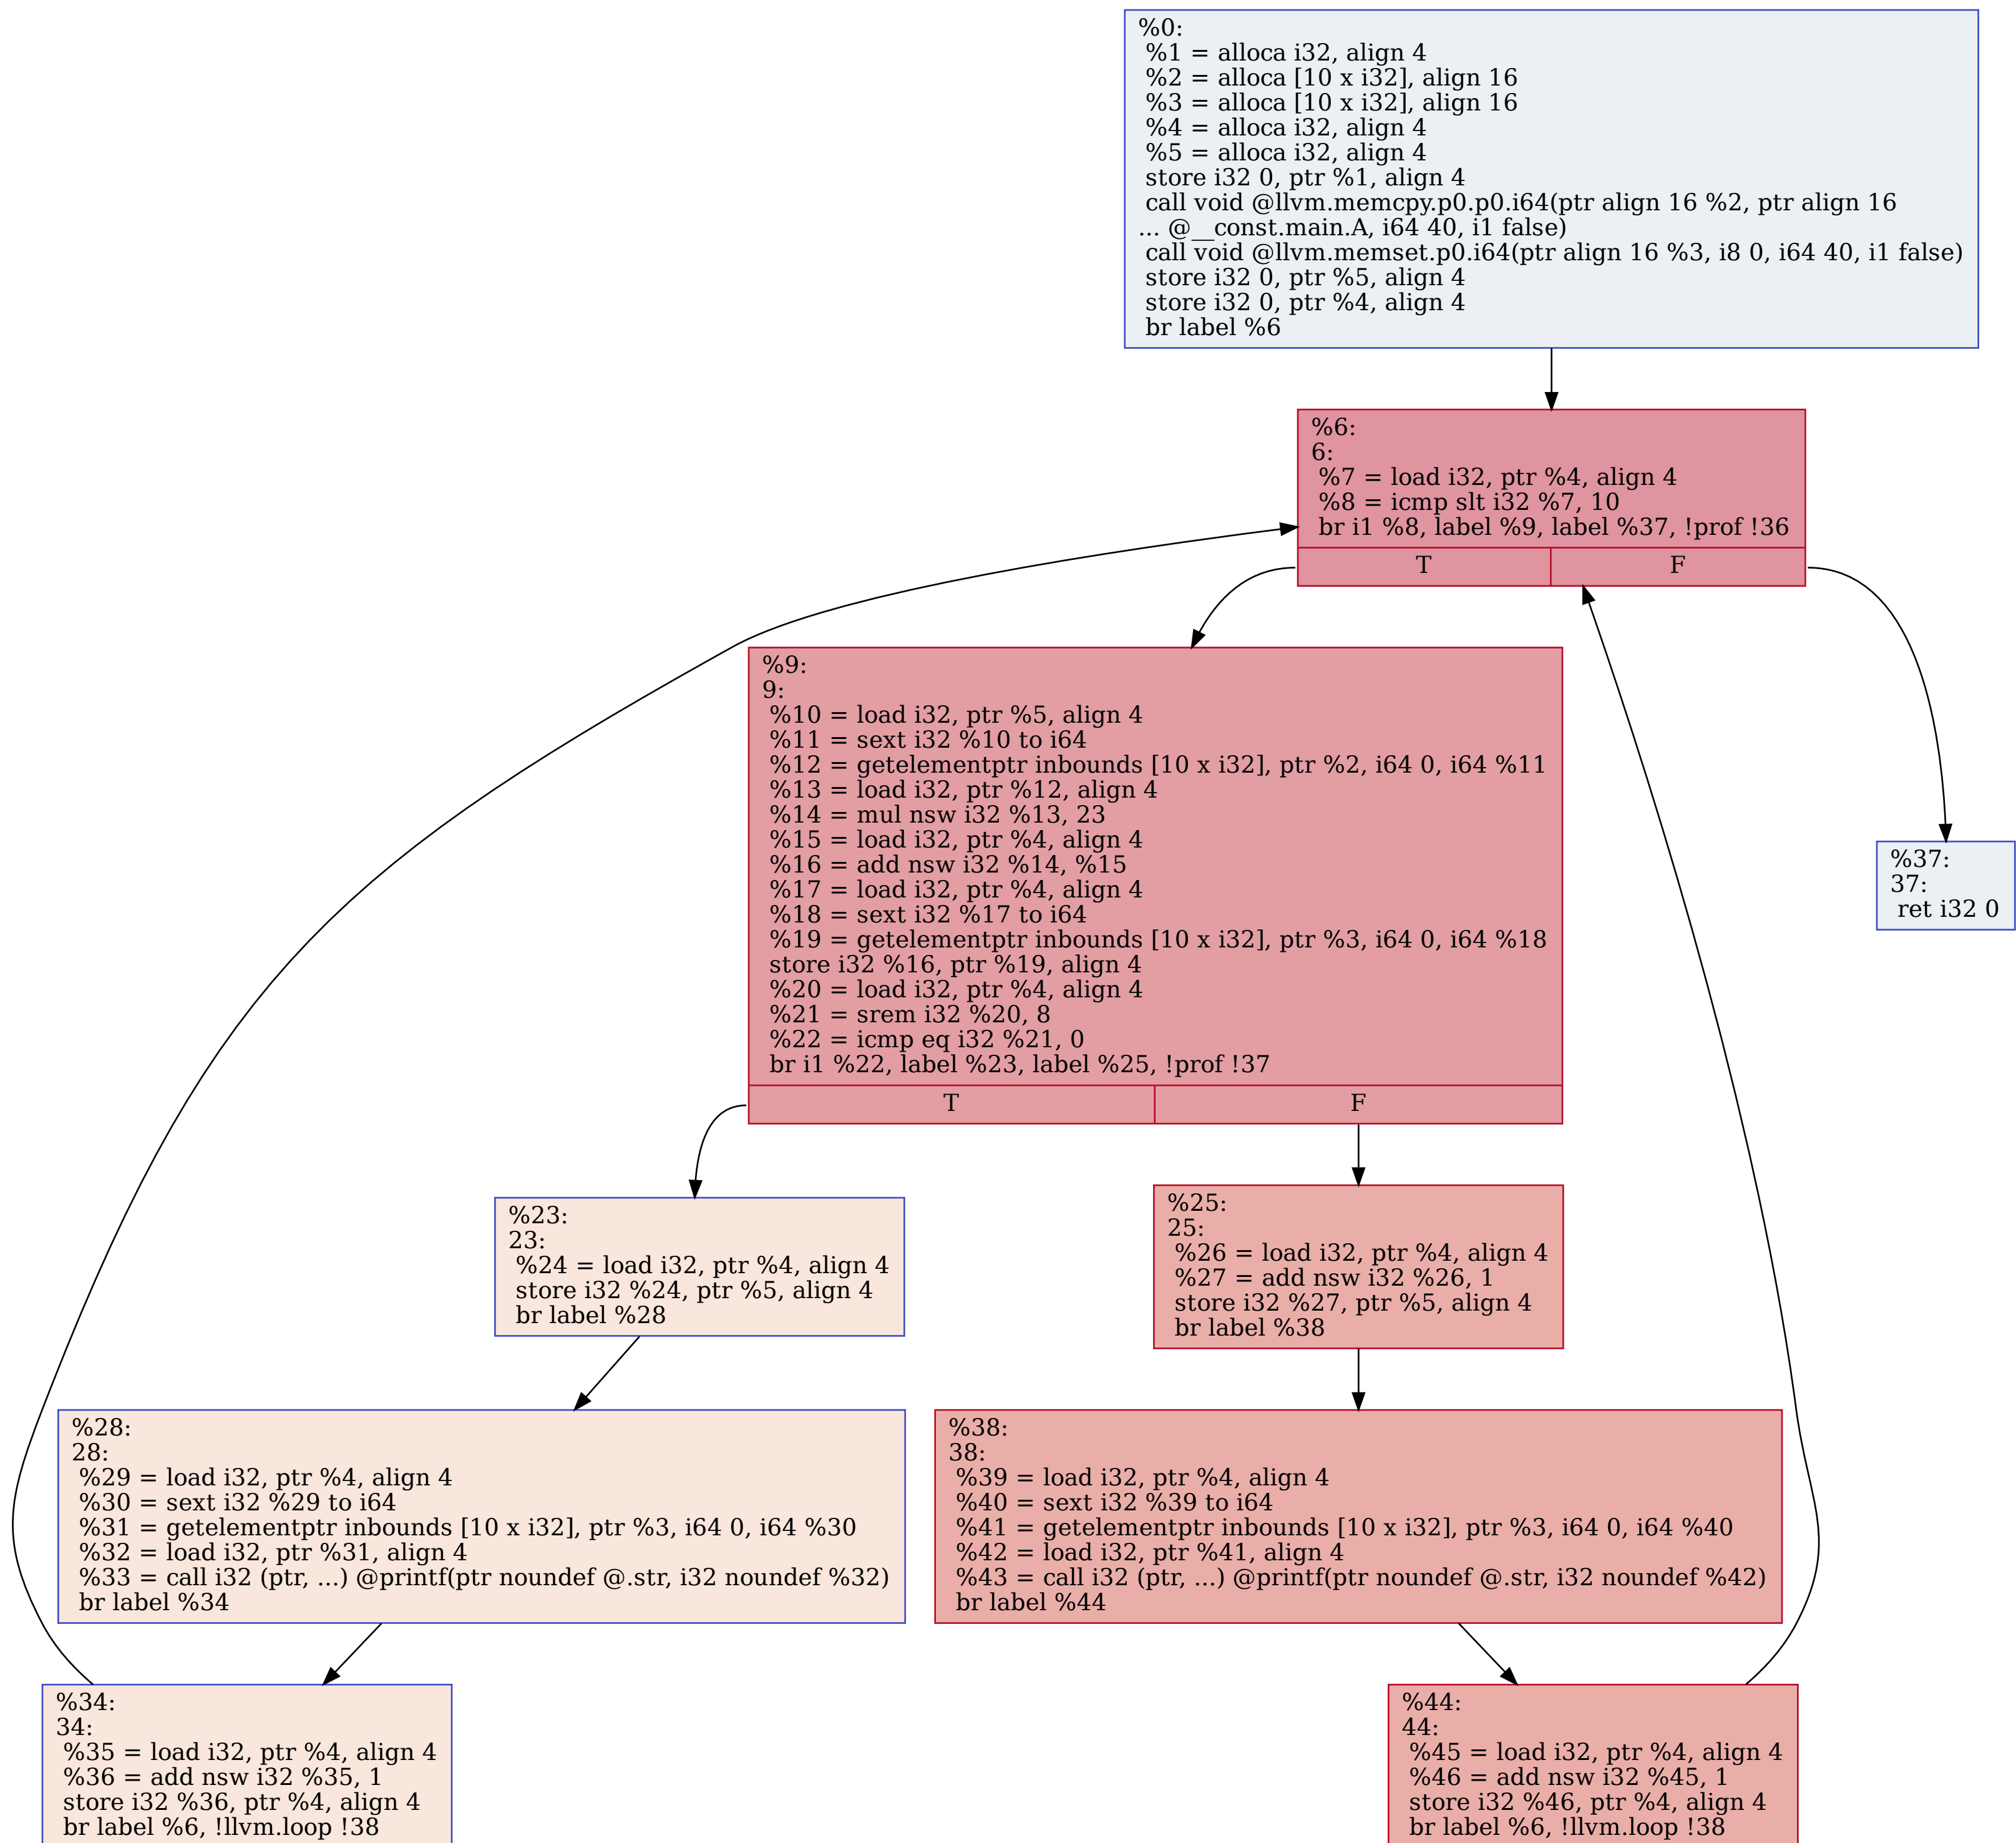 %0:
%1 = alloca i32, align 4
%2 = alloca [10 x i32], align 16
%3 = alloca [10 x i32], align 16
%4 = alloca i32, align 4
%5 = alloca i32, align 4
store i32 0, ptr %1, align 4
call void @llvm.memcpy.p0.p0.i64(ptr align 16 %2, ptr align 16
... @__const.main.A, i64 40, i1 false)
call void @llvm.memset.p0.i64(ptr align 16 %3, i8 0, i64 40, i1 false)
store i32 0, ptr %5, align 4
store i32 0, ptr %4, align 4
br label %6
%6:
6:
%7 = load i32, ptr %4, align 4
%8 = icmp slt i32 %7, 10
br i1 %8, label %9, label %37, !prof !36
T
F
%9:
9:
%10 = load i32, ptr %5, align 4
%11 = sext i32 %10 to i64
%12 = getelementptr inbounds [10 x i32], ptr %2, i64 0, i64 %11
%13 = load i32, ptr %12, align 4
%14 = mul nsw i32 %13, 23
%15 = load i32, ptr %4, align 4
%16 = add nsw i32 %14, %15
%17 = load i32, ptr %4, align 4
%18 = sext i32 %17 to i64
%19 = getelementptr inbounds [10 x i32], ptr %3, i64 0, i64 %18
store i32 %16, ptr %19, align 4
%20 = load i32, ptr %4, align 4
%21 = srem i32 %20, 8
%22 = icmp eq i32 %21, 0
br i1 %22, label %23, label %25, !prof !37
T
F
%37:
37:
ret i32 0
%23:
23:
%24 = load i32, ptr %4, align 4
store i32 %24, ptr %5, align 4
br label %28
%25:
25:
%26 = load i32, ptr %4, align 4
%27 = add nsw i32 %26, 1
store i32 %27, ptr %5, align 4
br label %38
%28:
28:
%29 = load i32, ptr %4, align 4
%30 = sext i32 %29 to i64
%31 = getelementptr inbounds [10 x i32], ptr %3, i64 0, i64 %30
%32 = load i32, ptr %31, align 4
%33 = call i32 (ptr, ...) @printf(ptr noundef @.str, i32 noundef %32)
br label %34
%38:
38:
%39 = load i32, ptr %4, align 4
%40 = sext i32 %39 to i64
%41 = getelementptr inbounds [10 x i32], ptr %3, i64 0, i64 %40
%42 = load i32, ptr %41, align 4
%43 = call i32 (ptr, ...) @printf(ptr noundef @.str, i32 noundef %42)
br label %44
%34:
34:
%35 = load i32, ptr %4, align 4
%36 = add nsw i32 %35, 1
store i32 %36, ptr %4, align 4
br label %6, !llvm.loop !38
%44:
44:
%45 = load i32, ptr %4, align 4
%46 = add nsw i32 %45, 1
store i32 %46, ptr %4, align 4
br label %6, !llvm.loop !38